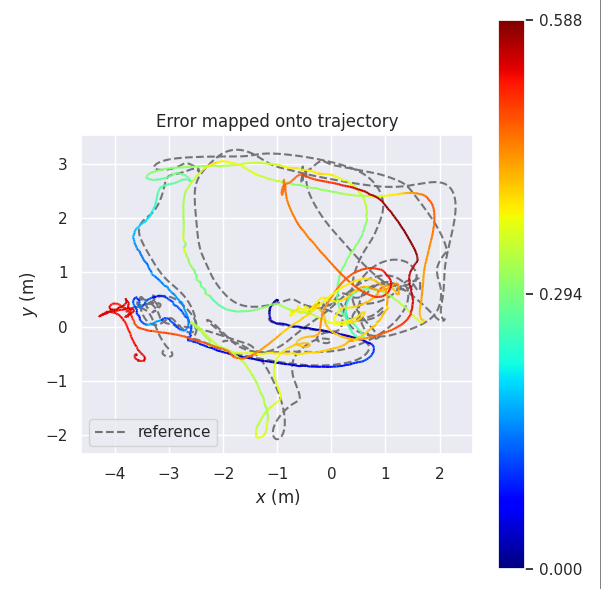 Error mapped onto trajectory
0.588
0.294
0.000
3
2
1
0
−1
−2
y (m)
reference
−4 −3 −2 −1 0 1 2
x (m)